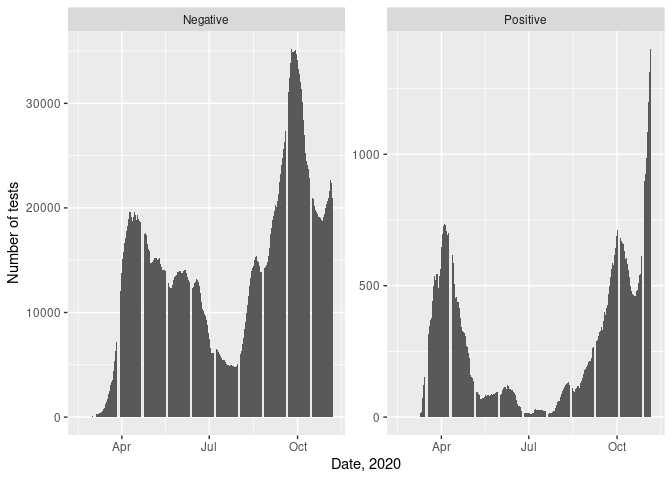 Negative
Positive
Number of tests
30000
20000
10000
0
1000
500
0
Apr
Jul
Oct
Apr
Jul
Oct
Date, 2020